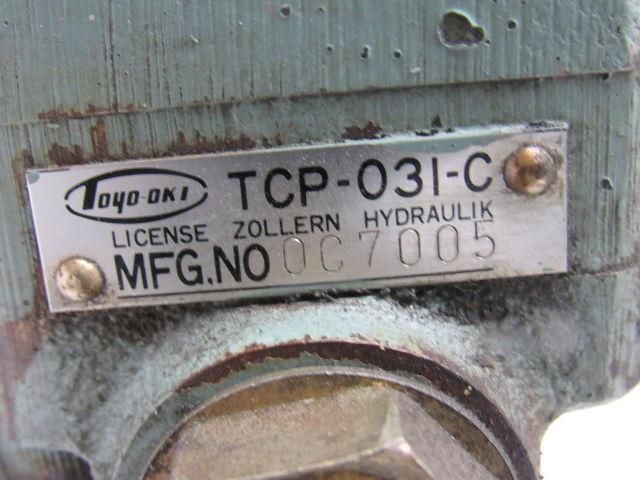 Toyo-oki TCP-031-C
LICENSE ZOLLERN HYDRAULIK
MFG.NO 0C7005